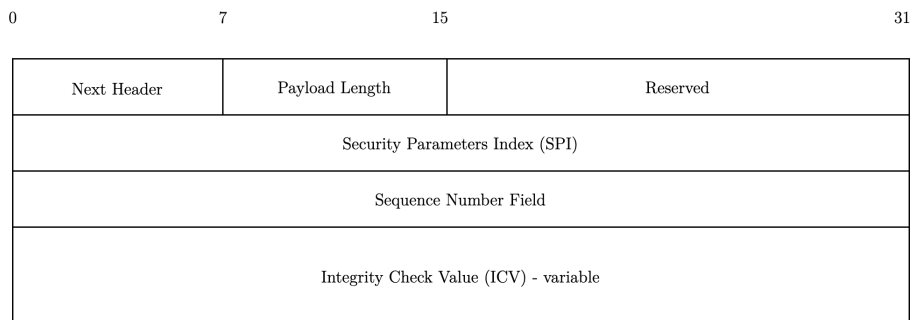 0 7 15 31
Next Header Payload Length Reserved
Security Parameters Index (SPI)
Sequence Number Field
Integrity Check Value (ICV) - variable